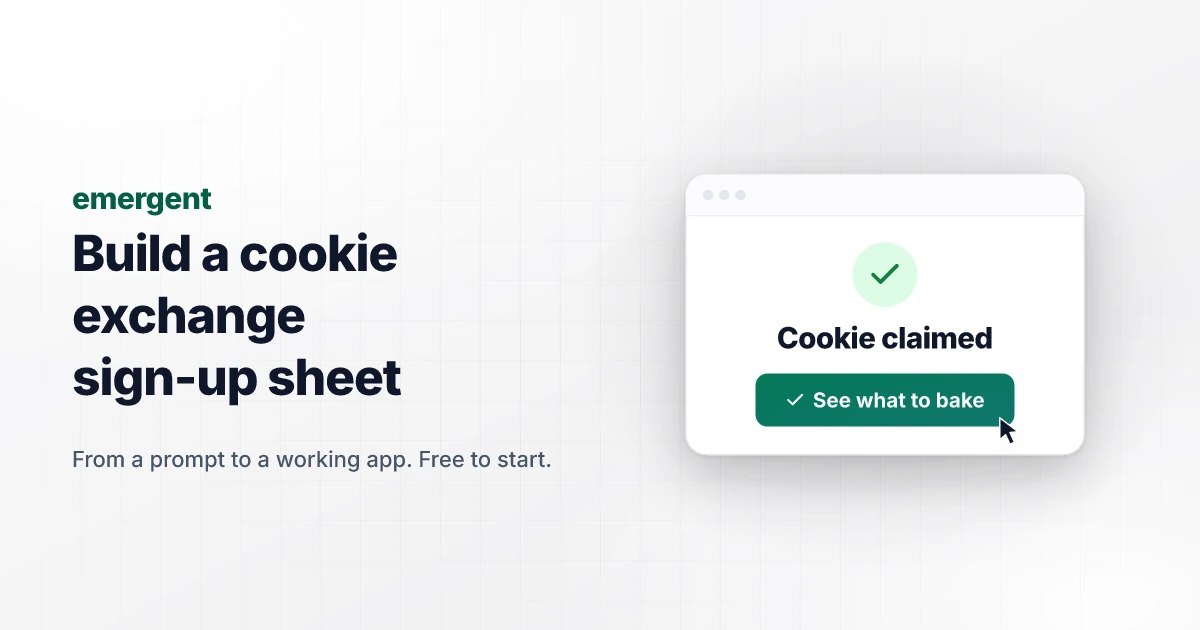 emergent
Build a cookie
exchange
sign-up sheet
From a prompt to a working app. Free to start.
Cookie claimed
See what to bake